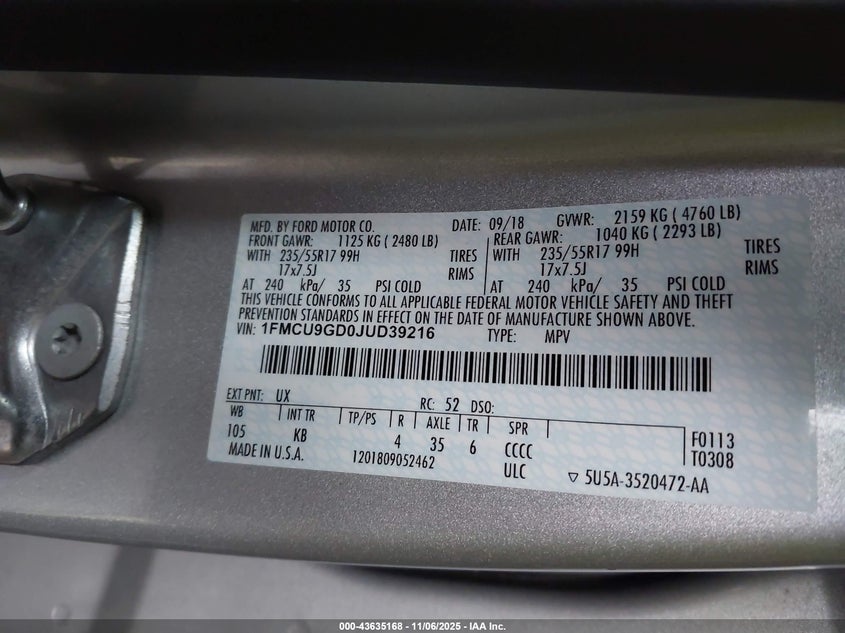 MFD. BY FORD MOTOR CO. DATE: 09/18 GVWR: 2159 KG ( 4760 LB)
FRONT GAWR: 1125 KG ( 2480 LB) REAR GAWR: 1040 KG ( 2293 LB)
WITH 235/55R17 99H TIRES WITH 235/55R17 99H TIRES
17x7.5J RIMS 17x7.5J RIMS
AT 240 kPa/ 35 PSI COLD AT 240 kPa/ 35 PSI COLD
THIS VEHICLE CONFORMS TO ALL APPLICABLE FEDERAL MOTOR VEHICLE SAFETY AND THEFT
PREVENTION STANDARDS IN EFFECT ON THE DATE OF MANUFACTURE SHOWN ABOVE.
VIN: 1FMCU9GD0JUD39216 TYPE: MPV
EXT PNT: UX RC: 52 DSO:
WB INT TR TP/PS R AXLE TR SPR
105 KB 4 35 6 CCCC F0113
MADE IN U.S.A. 1201809052462 ULC T0308
▽ 5U5A-3520472-AA
000-43635168 - 11/06/2025 - IAA Inc.